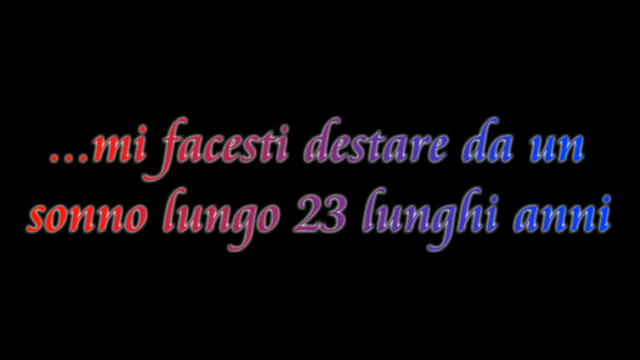 ...mi facesti destare da un
sonno lungo 23 lunghi anni